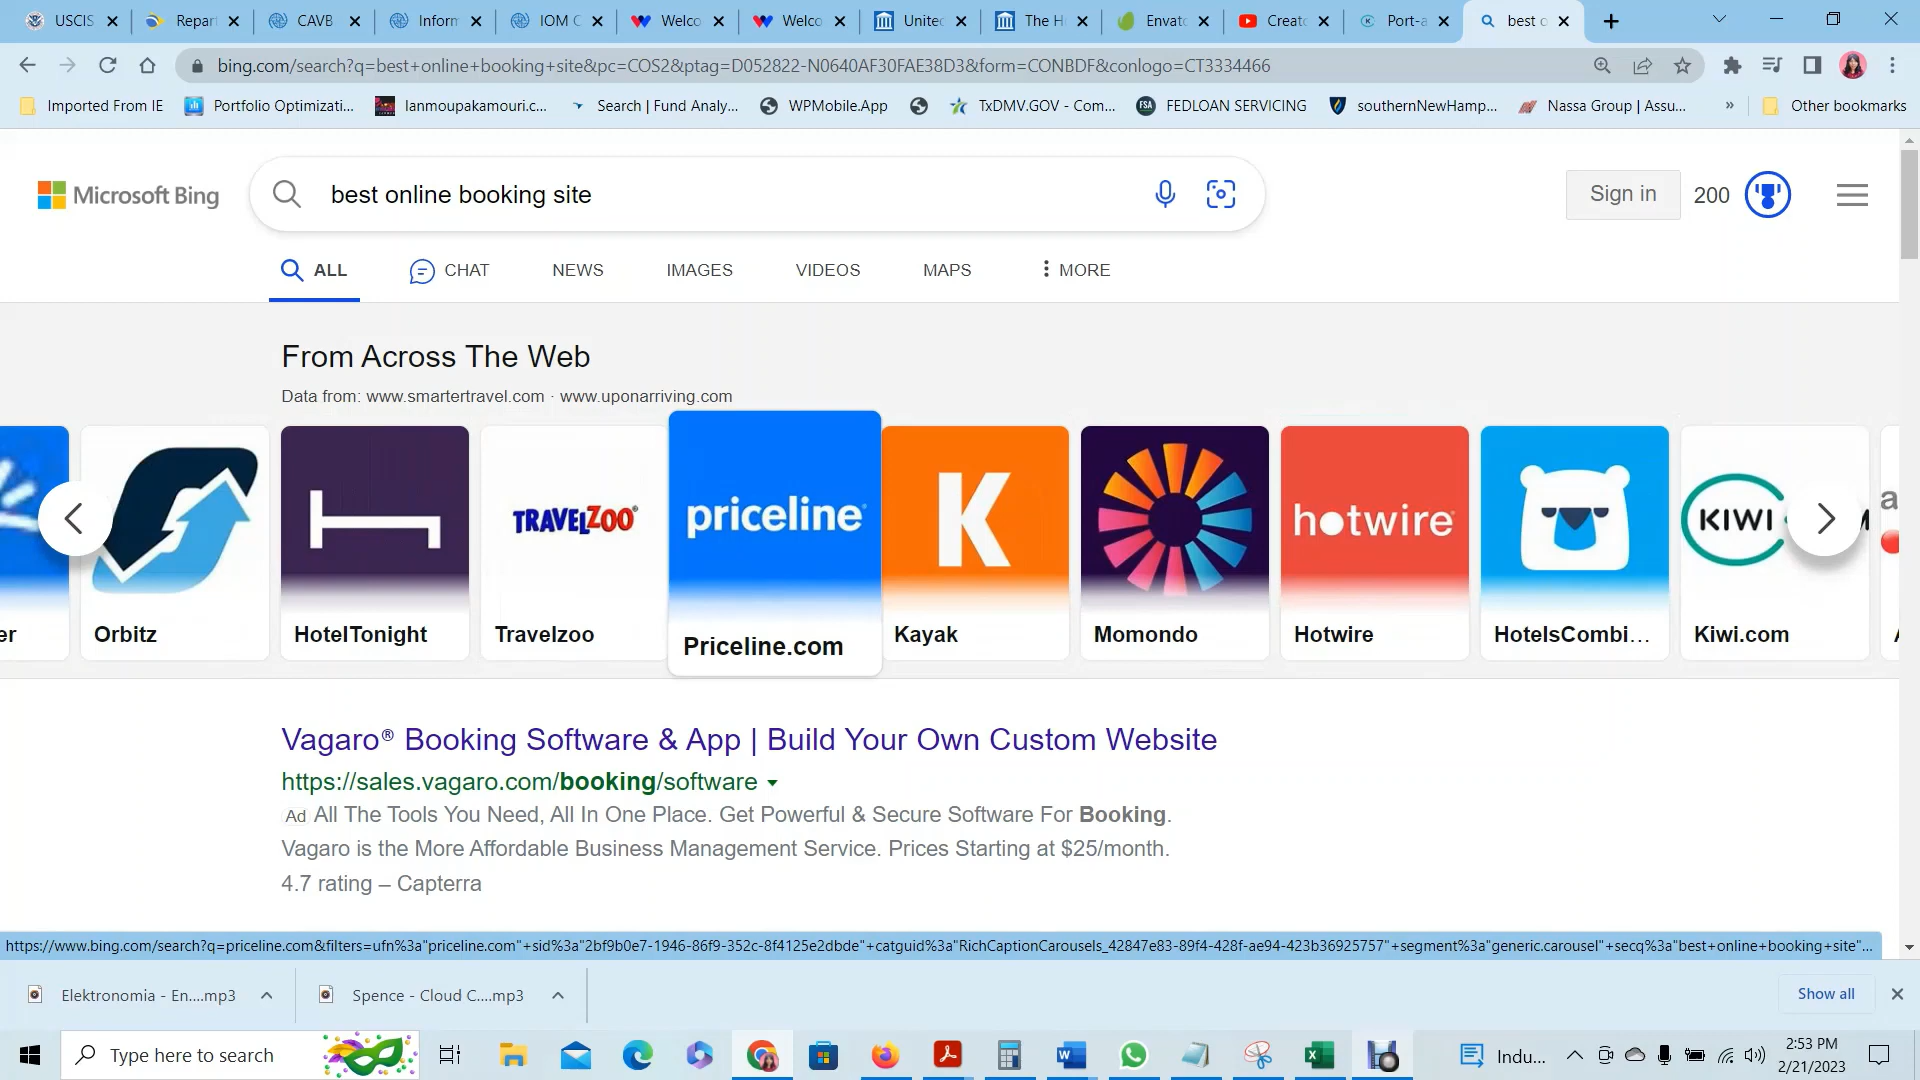 USCIS
Repar
CAVB
Inform
IOM C
Welco
Welco
United
The H
Envato
Create
Port-a
best o
bing.com/search?q=best+online+booking+site&pc=COS2&ptag=D052822-N0640AF30FAE38D3&form=CONBDF&conlogo=CT3334466
Imported From IE
Portfolio Optimizati...
lanmoupakamouri.c...
Search | Fund Analy...
WPMobile.App
TxDMV.GOV - Com...
FEDLOAN SERVICING
southernNewHamp...
Nassa Group | Assu...
»
Other bookmarks
Microsoft Bing
best online booking site
Sign in
200
ALL
CHAT
NEWS
IMAGES
VIDEOS
MAPS
MORE
From Across The Web
Data from: www.smartertravel.com · www.uponarriving.com
TRAVELZOO®
priceline®
K
hotwire
KIWI
er
Orbitz
HotelTonight
Travelzoo
Priceline.com
Kayak
Momondo
Hotwire
HotelsCombi...
Kiwi.com
Vagaro® Booking Software & App | Build Your Own Custom Website
https://sales.vagaro.com/booking/software
Ad All The Tools You Need, All In One Place. Get Powerful & Secure Software For Booking.
Vagaro is the More Affordable Business Management Service. Prices Starting at $25/month.
4.7 rating – Capterra
https://www.bing.com/search?q=priceline.com&filters=ufn%3a"priceline.com"+sid%3a"2bf9b0e7-1946-86f9-352c-8f4125e2dbde"+catguid%3a"RichCaptionCarousels_42847e83-89f4-428f-ae94-423b36925757"+segment%3a"generic.carousel"+secq%3a"best+online+booking+site"...
Elektronomia - En....mp3
Spence - Cloud C....mp3
Show all
Type here to search
Indu...
2:53 PM
2/21/2023